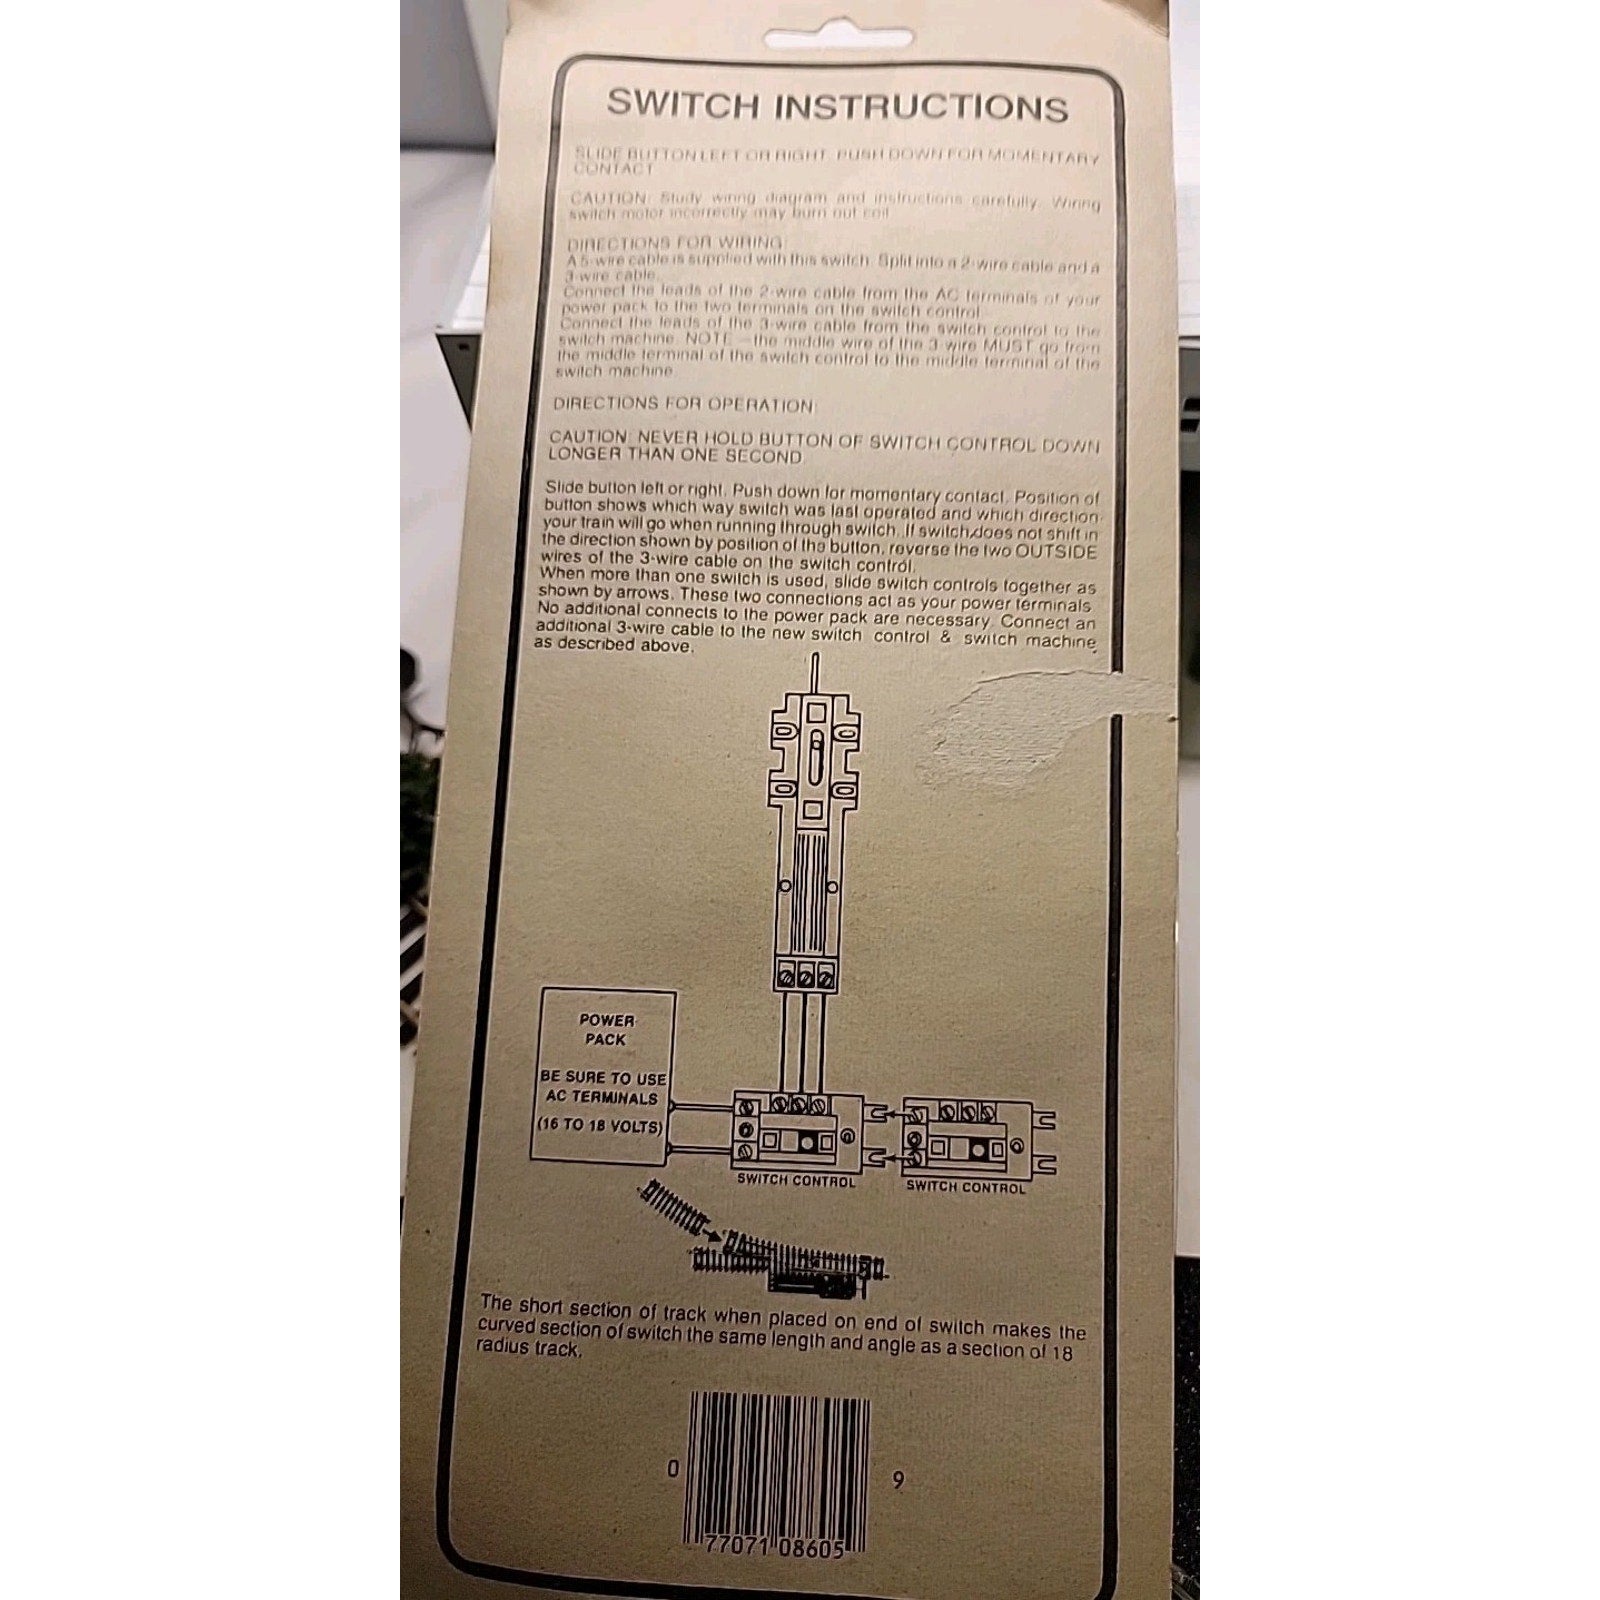 SWITCH INSTRUCTIONS
SLIDE BUTTON LEFT OR RIGHT. PUSH DOWN FOR MOMENTARY
CONTACT
CAUTION: Study wiring diagram and instructions carefully. Wiring
switch motor incorrectly may burn out coil.
DIRECTIONS FOR WIRING:
A 5-wire cable is supplied with this switch. Split into a 2-wire cable and a
3-wire cable.
Connect the leads of the 2-wire cable from the AC terminals of your
power pack to the two terminals on the switch control.
Connect the leads of the 3-wire cable from the switch control to the
switch machine. NOTE—the middle wire of the 3 wire MUST go from
the middle terminal of the switch control to the middle terminal of the
switch machine.
DIRECTIONS FOR OPERATION:
CAUTION: NEVER HOLD BUTTON OF SWITCH CONTROL DOWN
LONGER THAN ONE SECOND.
Slide button left or right. Push down for momentary contact. Position of
button shows which way switch was last operated and which direction
your train will go when running through switch. If switch does not shift in
the direction shown by position of the button, reverse the two OUTSIDE
wires of the 3-wire cable on the switch control.
When more than one switch is used, slide switch controls together as
shown by arrows. These two connections act as your power terminals.
No additional connects to the power pack are necessary. Connect an
additional 3-wire cable to the new switch control & switch machine
as described above.
POWER
PACK
BE SURE TO USE
AC TERMINALS
(16 TO 18 VOLTS)
SWITCH CONTROL
SWITCH CONTROL
The short section of track when placed on end of switch makes the
curved section of switch the same length and angle as a section of 18
radius track.
0 77071 08605 9